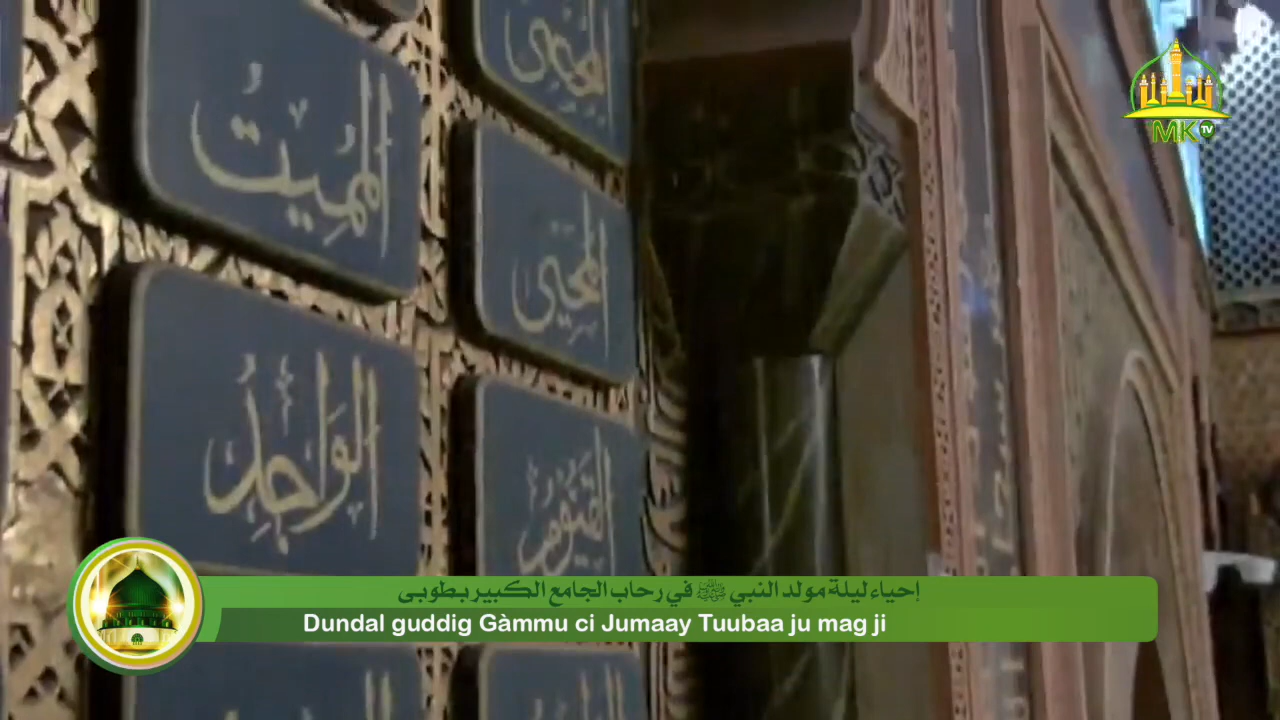 المميت
المحيي
الواحد
القيوم
MK TV
إحياء ليلة مولد النبي ﷺ في رحاب الجامع الكبير بطوبى
Dundal guddig Gàmmu ci Jumaay Tuubaa ju mag ji